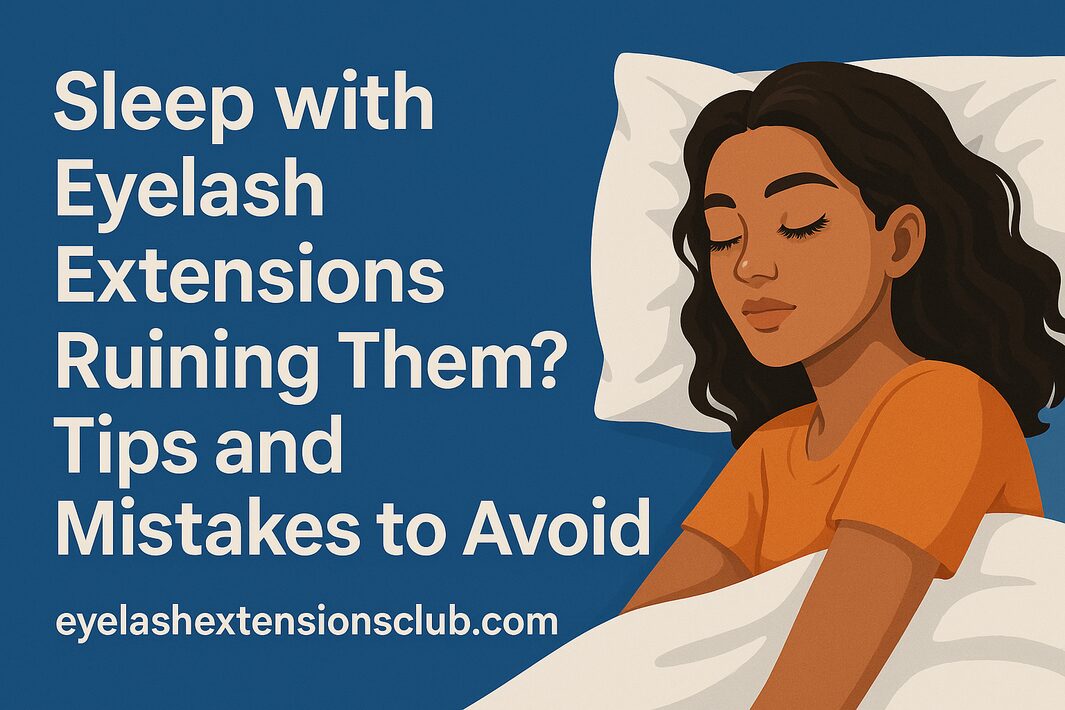 Sleep with
Eyelash
Extensions
Ruining Them?
Tips and
Mistakes to Avoid
eyelashextensionsclub.com